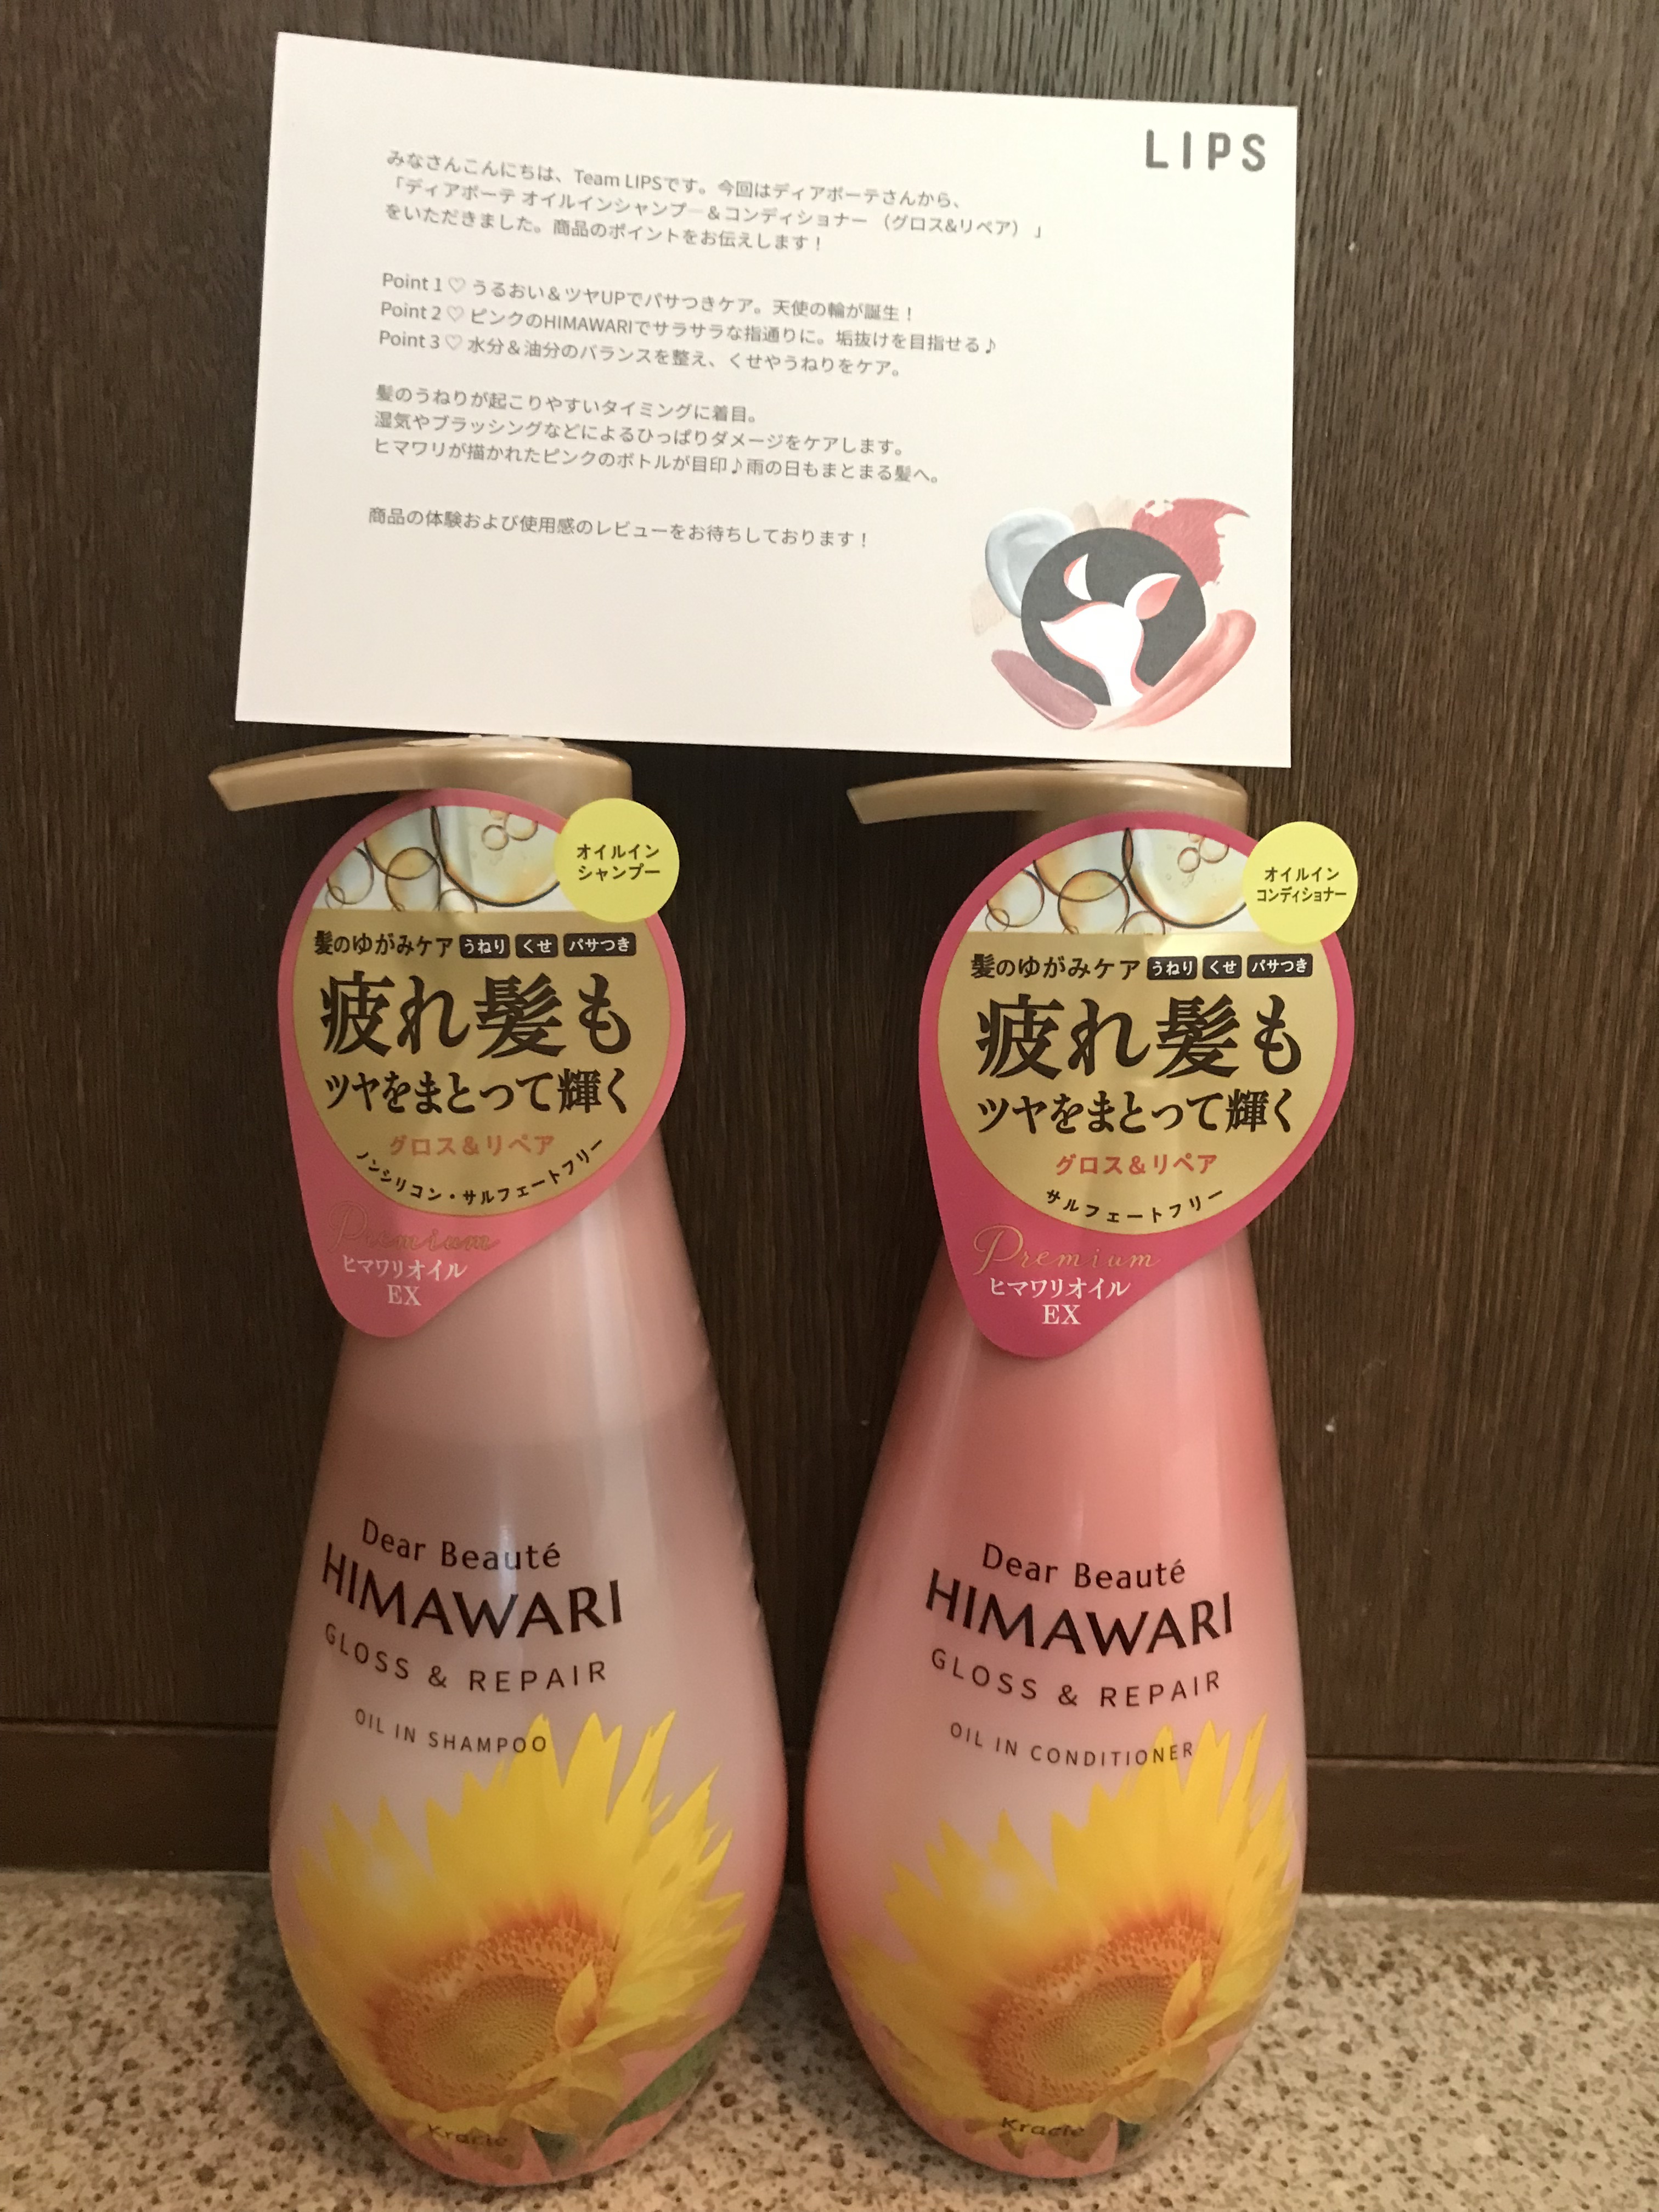 LIPS
みなさんこんにちは、Team LIPSです。今回はディアボーテさんから、
「ディアボーテ オイルインシャンプー＆コンディショナー （グロス&リペア） 」
をいただきました。商品のポイントをお伝えします！
Point 1 ♡ うるおい＆ツヤUPでパサつきケア。天使の輪が誕生！
Point 2 ♡ ピンクのHIMAWARIでサラサラな指通りに。垢抜けを目指せる♪
Point 3 ♡ 水分＆油分のバランスを整え、くせやうねりをケア。
髪のうねりが起こりやすいタイミングに着目。
湿気やブラッシングなどによるひっぱりダメージをケアします。
ヒマワリが描かれたピンクのボトルが目印♪雨の日もまとまる髪へ。
商品の体験および使用感のレビューをお待ちしております！
オイルイン
シャンプー
髪のゆがみケア うねり くせ パサつき
疲れ髪も
ツヤをまとって輝く
グロス＆リペア
ノンシリコン・サルフェートフリー
Premium
ヒマワリオイル
EX
Dear Beauté
HIMAWARI
GLOSS & REPAIR
OIL IN SHAMPOO
Kracie
オイルイン
コンディショナー
髪のゆがみケア うねり くせ パサつき
疲れ髪も
ツヤをまとって輝く
グロス＆リペア
サルフェートフリー
Premium
ヒマワリオイル
EX
Dear Beauté
HIMAWARI
GLOSS & REPAIR
OIL IN CONDITIONER
Kracie